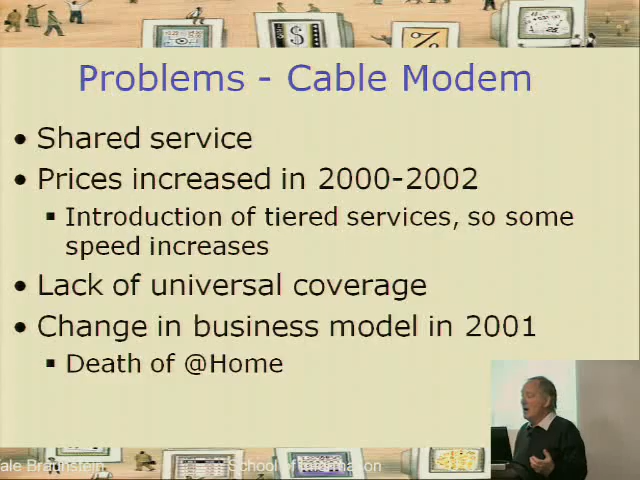 Problems - Cable Modem
• Shared service
• Prices increased in 2000-2002
▪ Introduction of tiered services, so some
speed increases
• Lack of universal coverage
• Change in business model in 2001
▪ Death of @Home
ale Braunstein
School of Information